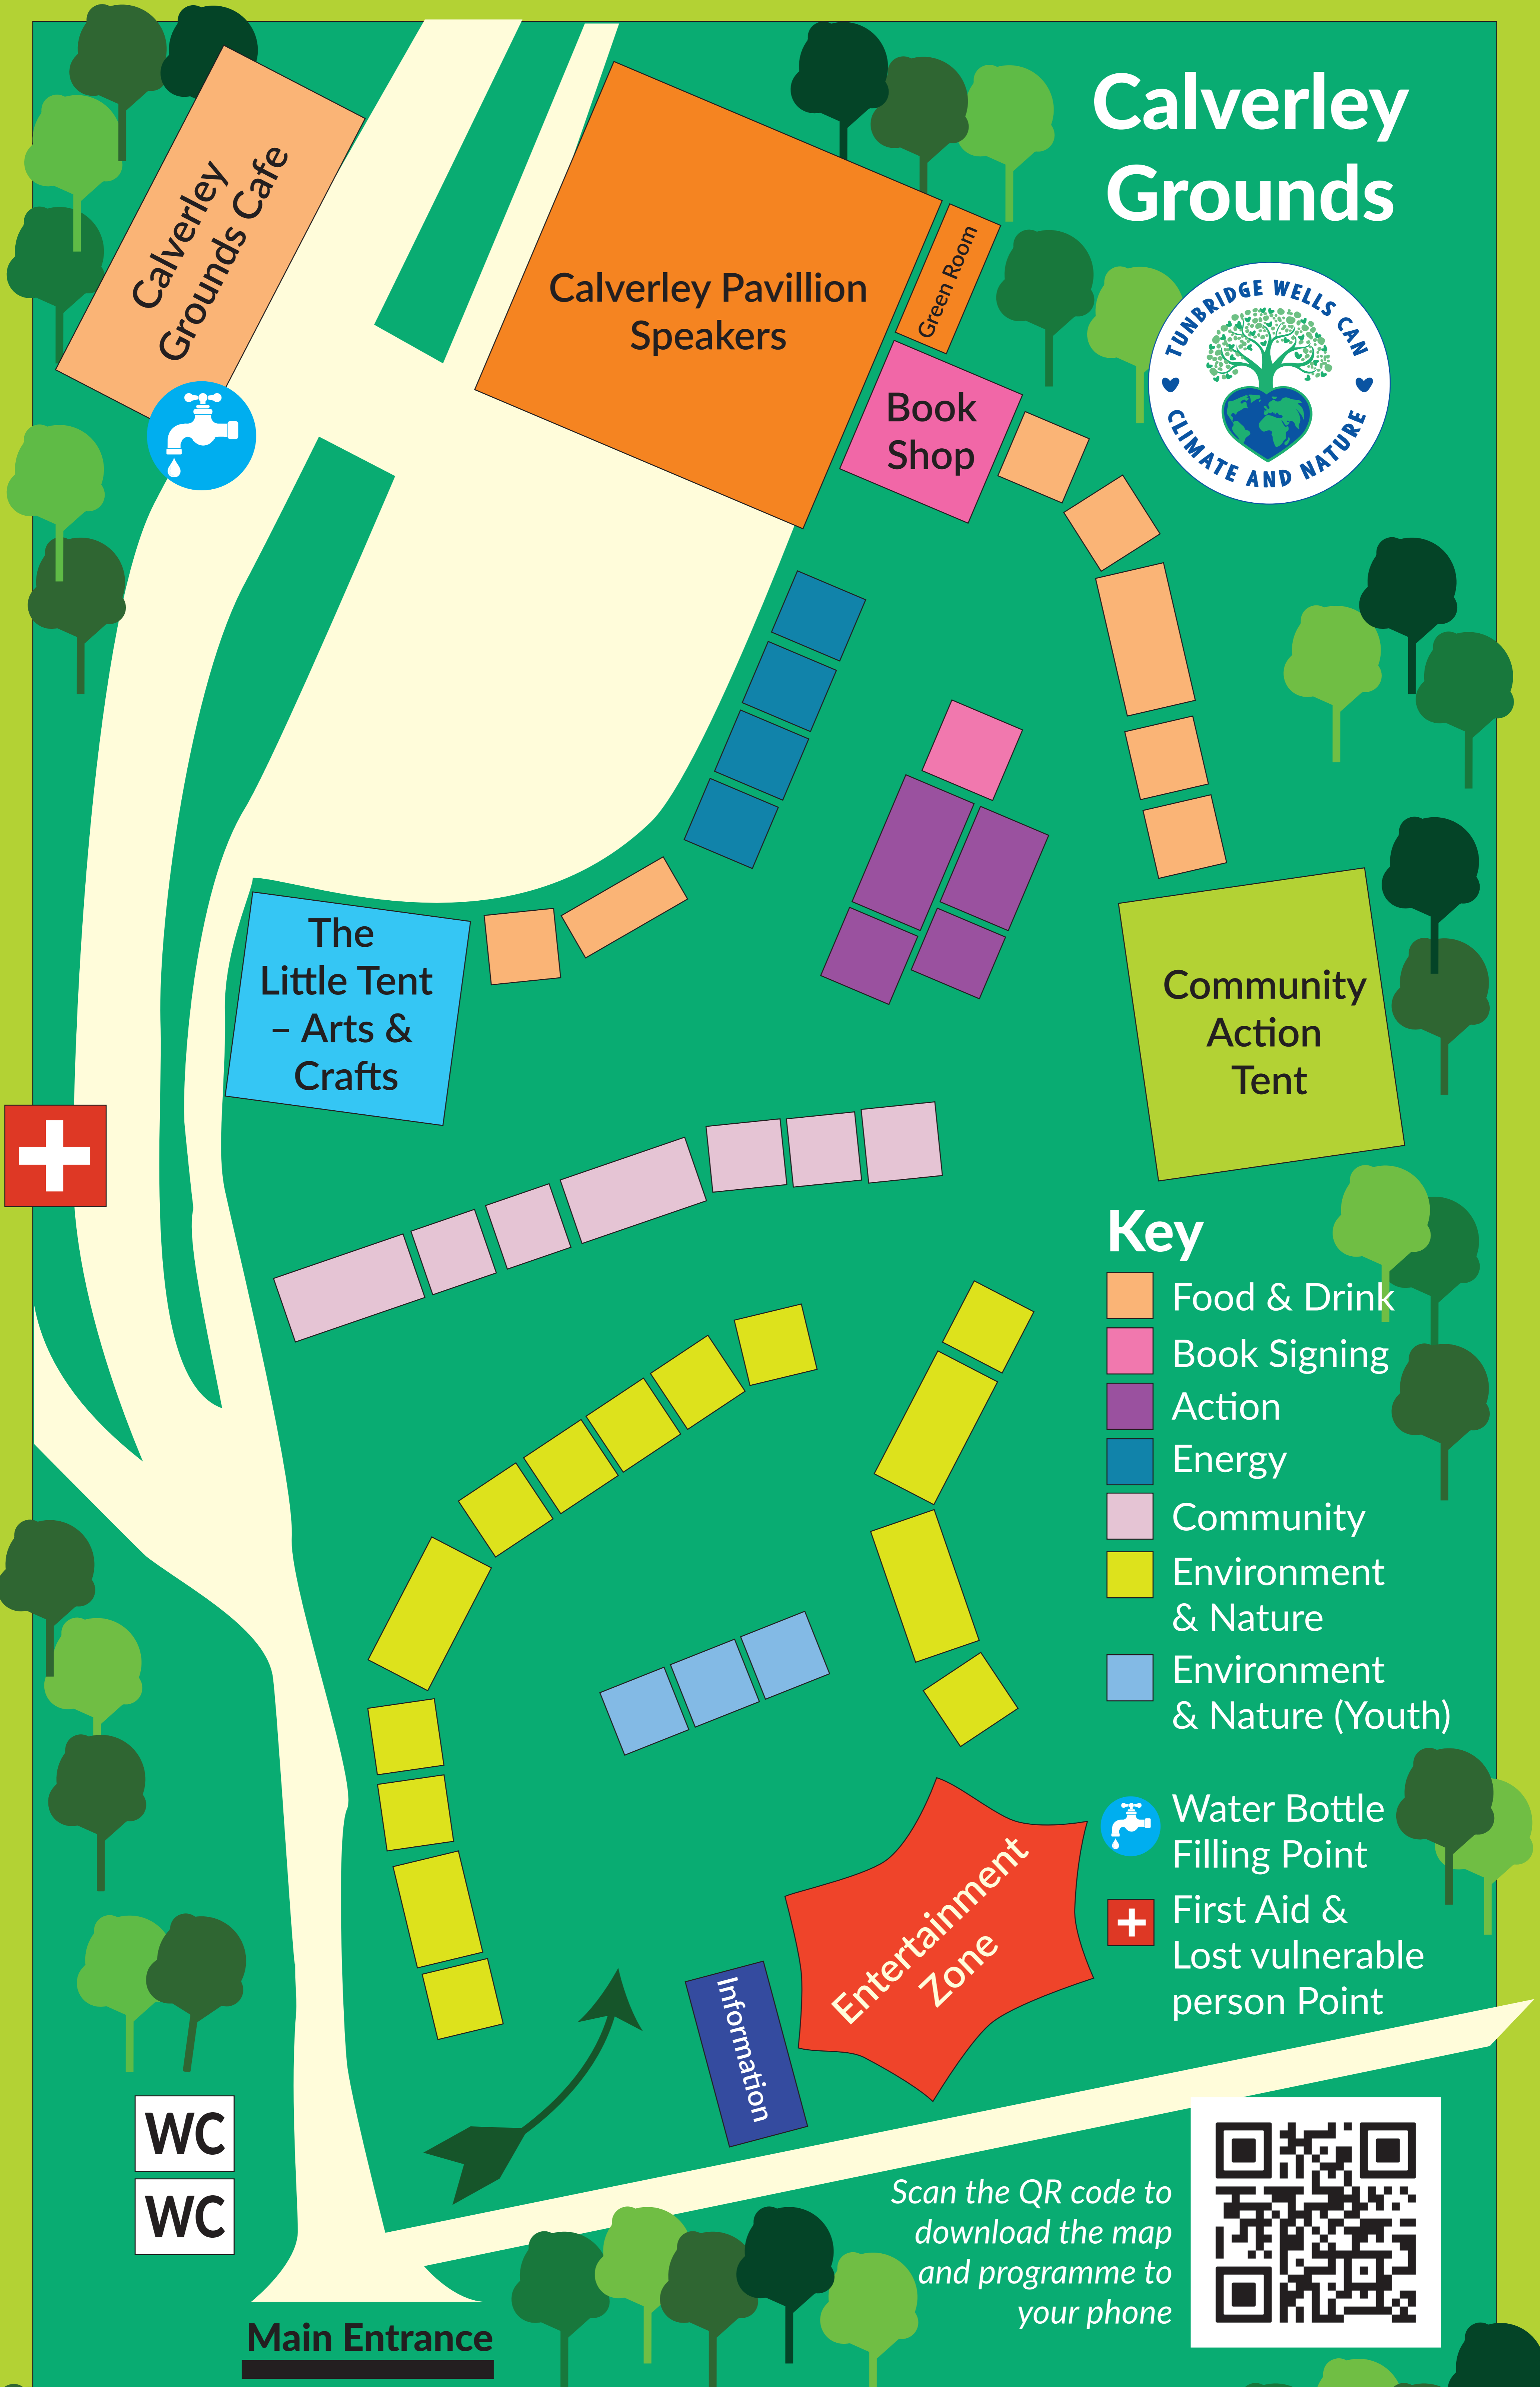 Calverley
Grounds
Calverley
Grounds Cafe
Calverley Pavillion
Speakers
Green Room
Book
Shop
TUNBRIDGE WELLS CAN
CLIMATE AND NATURE
The
Little Tent
– Arts &
Crafts
Community
Action
Tent
Key
Food & Drink
Book Signing
Action
Energy
Community
Environment
& Nature
Environment
& Nature (Youth)
Water Bottle
Filling Point
First Aid &
Lost vulnerable
person Point
Entertainment
Zone
Information
WC
WC
Scan the QR code to
download the map
and programme to
your phone
Main Entrance